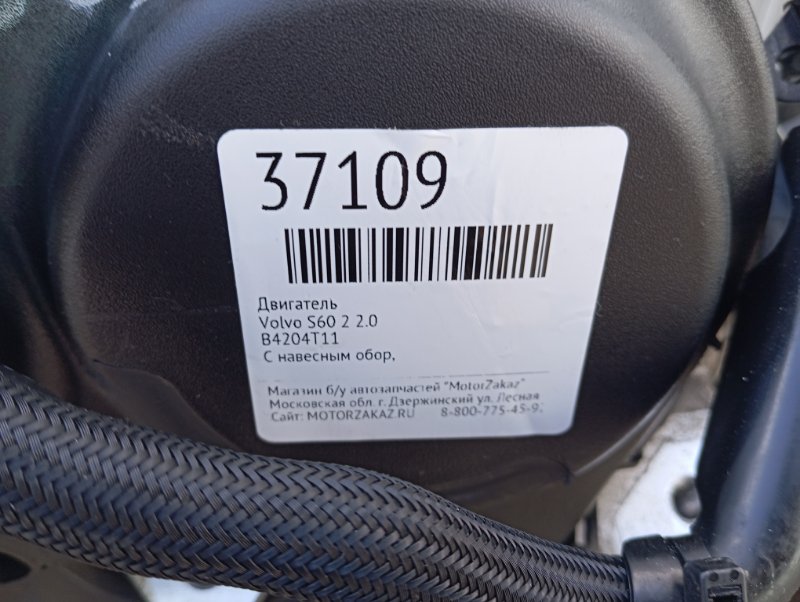 37109
Двигатель
Volvo S60 2 2.0
B4204T11
С навесным обор,
Магазин б/у автозапчастей "MotorZakaz"
Московская обл. г. Дзержинский ул. Лесная
Сайт: MOTORZAKAZ.RU 8-800-775-45-9